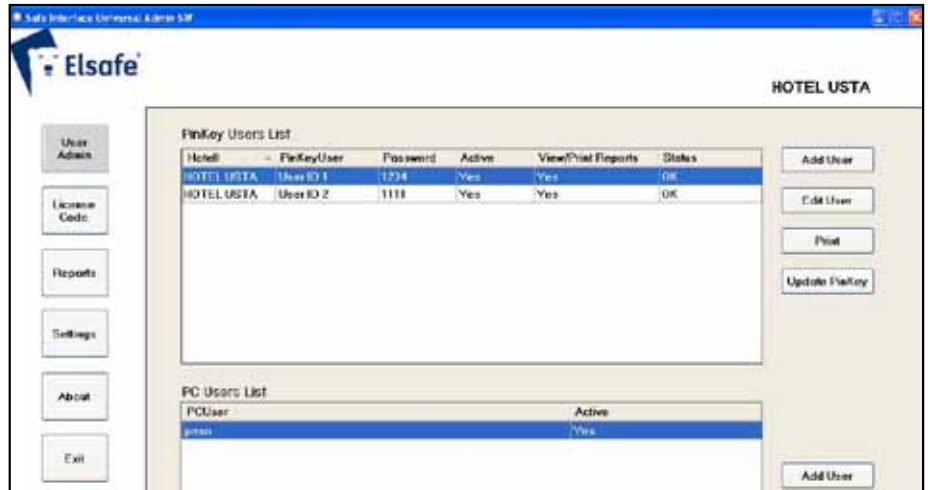 Safe Interface Universal Admin SW
Elsafe
HOTEL USTA
User Admin
License Code
Reports
Settings
About
Exit
PinKey Users List
Hotell PinKeyUser Password Active View/Print Reports Status
HOTEL USTA User ID 1 1234 Yes Yes OK
HOTEL USTA User ID 2 1111 Yes Yes OK
Add User
Edit User
Print
Update PinKey
PC Users List
PCUser Active
Yes
Add User